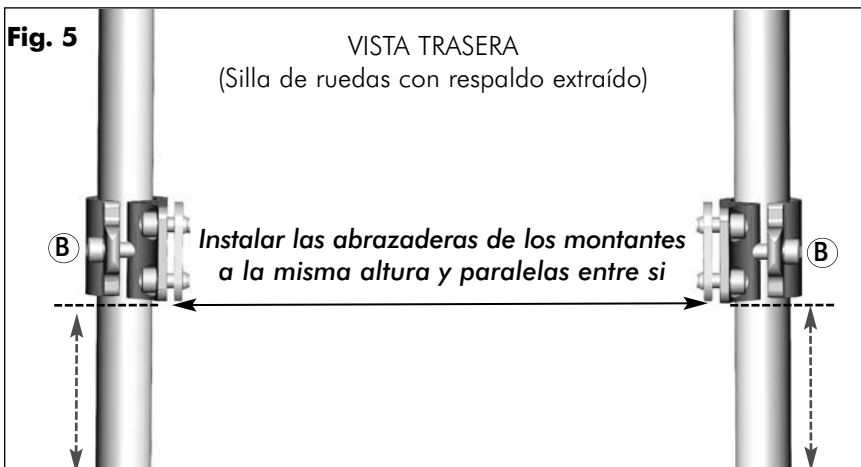 Fig. 5
VISTA TRASERA
(Silla de ruedas con respaldo extraído)
B
Instalar las abrazaderas de los montantes
a la misma altura y paralelas entre si
B